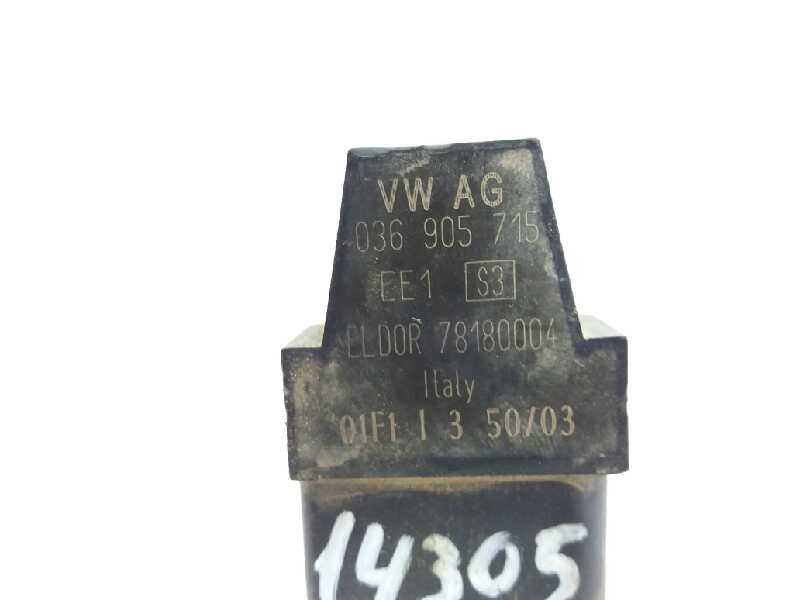 VW AG
036 905 715
EE1 S3
ELDOR 78180004
Italy
01F1 I 3 50/03
14305